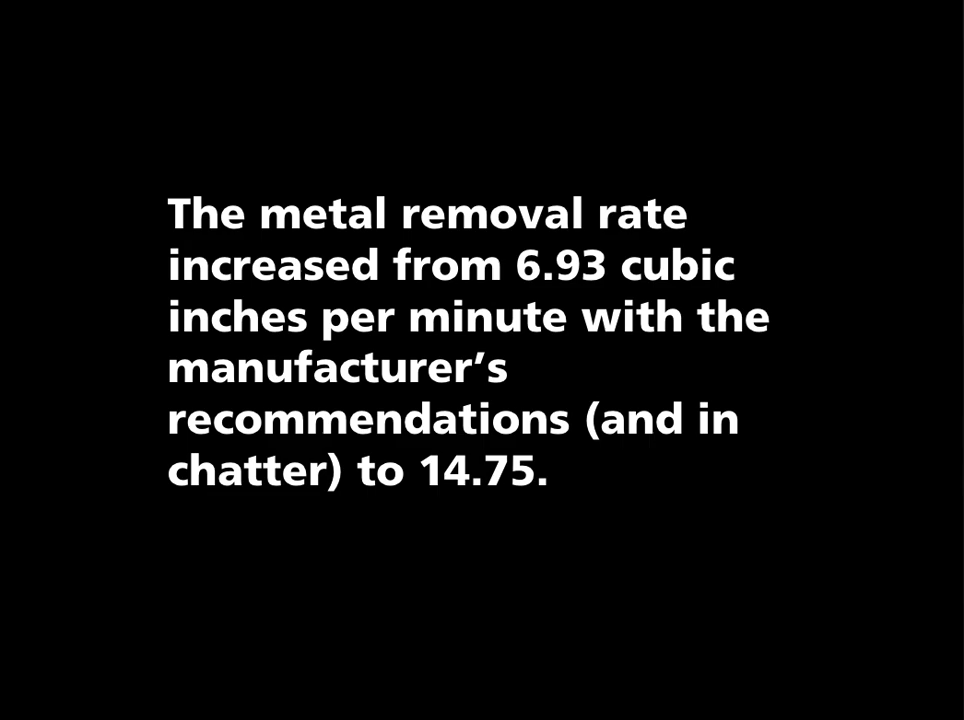 The metal removal rate
increased from 6.93 cubic
inches per minute with the
manufacturer’s
recommendations (and in
chatter) to 14.75.